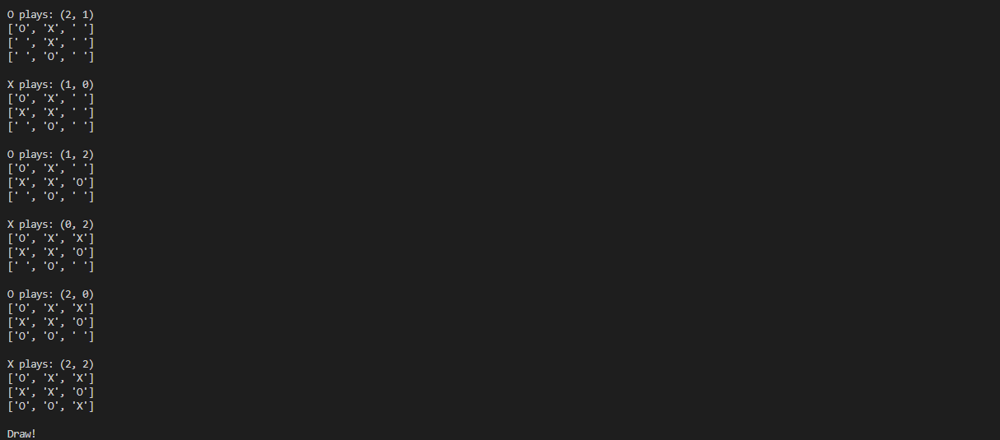 O plays: (2, 1)
['O', 'X', ' ']
[' ', 'X', ' ']
[' ', 'O', ' ']

X plays: (1, 0)
['O', 'X', ' ']
['X', 'X', ' ']
[' ', 'O', ' ']

O plays: (1, 2)
['O', 'X', ' ']
['X', 'X', 'O']
[' ', 'O', ' ']

X plays: (0, 2)
['O', 'X', 'X']
['X', 'X', 'O']
[' ', 'O', ' ']

O plays: (2, 0)
['O', 'X', 'X']
['X', 'X', 'O']
['O', 'O', ' ']

X plays: (2, 2)
['O', 'X', 'X']
['X', 'X', 'O']
['O', 'O', 'X']

Draw!